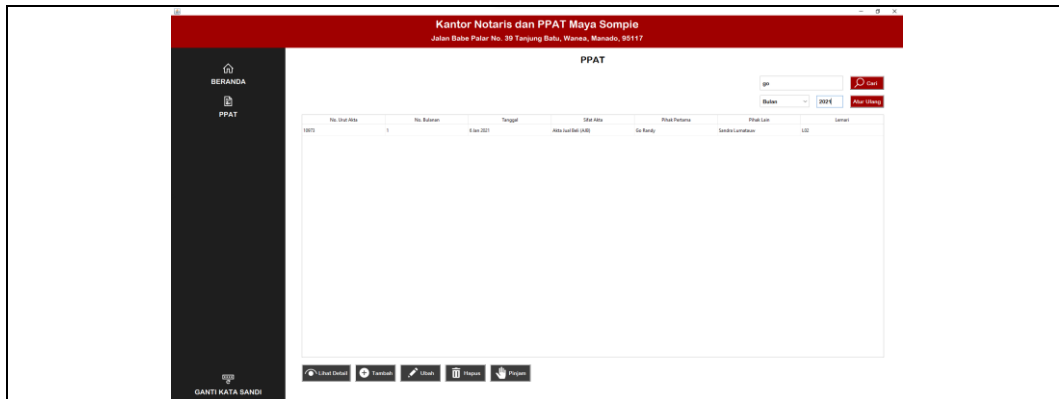 Kantor Notaris dan PPAT Maya Sompie
Jalan Babe Palar No. 39 Tanjung Batu, Wanea, Manado, 95117
BERANDA
PPAT
GANTI KATA SANDI
PPAT
go Cari
Bulan 2021 Atur Ulang
No. Urut Akta No. Bulanan Tanggal Sifat Akta Pihak Pertama Pihak Lain Lemari
1 6 Jan 2021 Akta Jual Beli (AJB) Go Randy Sandra L02
Lihat Detail Tambah Ubah Hapus Pinjam